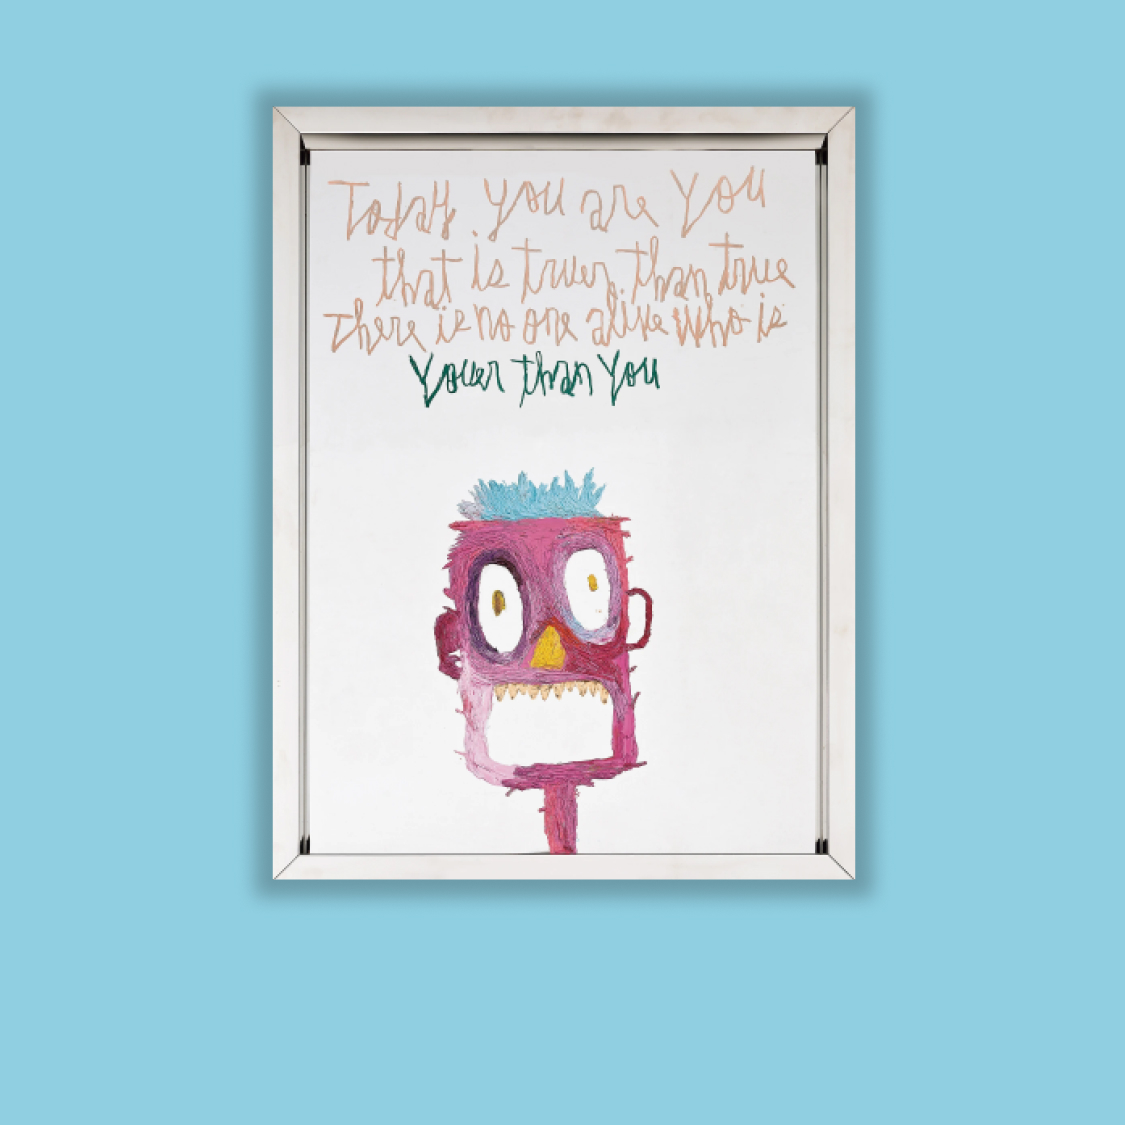 Today you are You
that is truer than true
There is no one alive who is
Youer than You